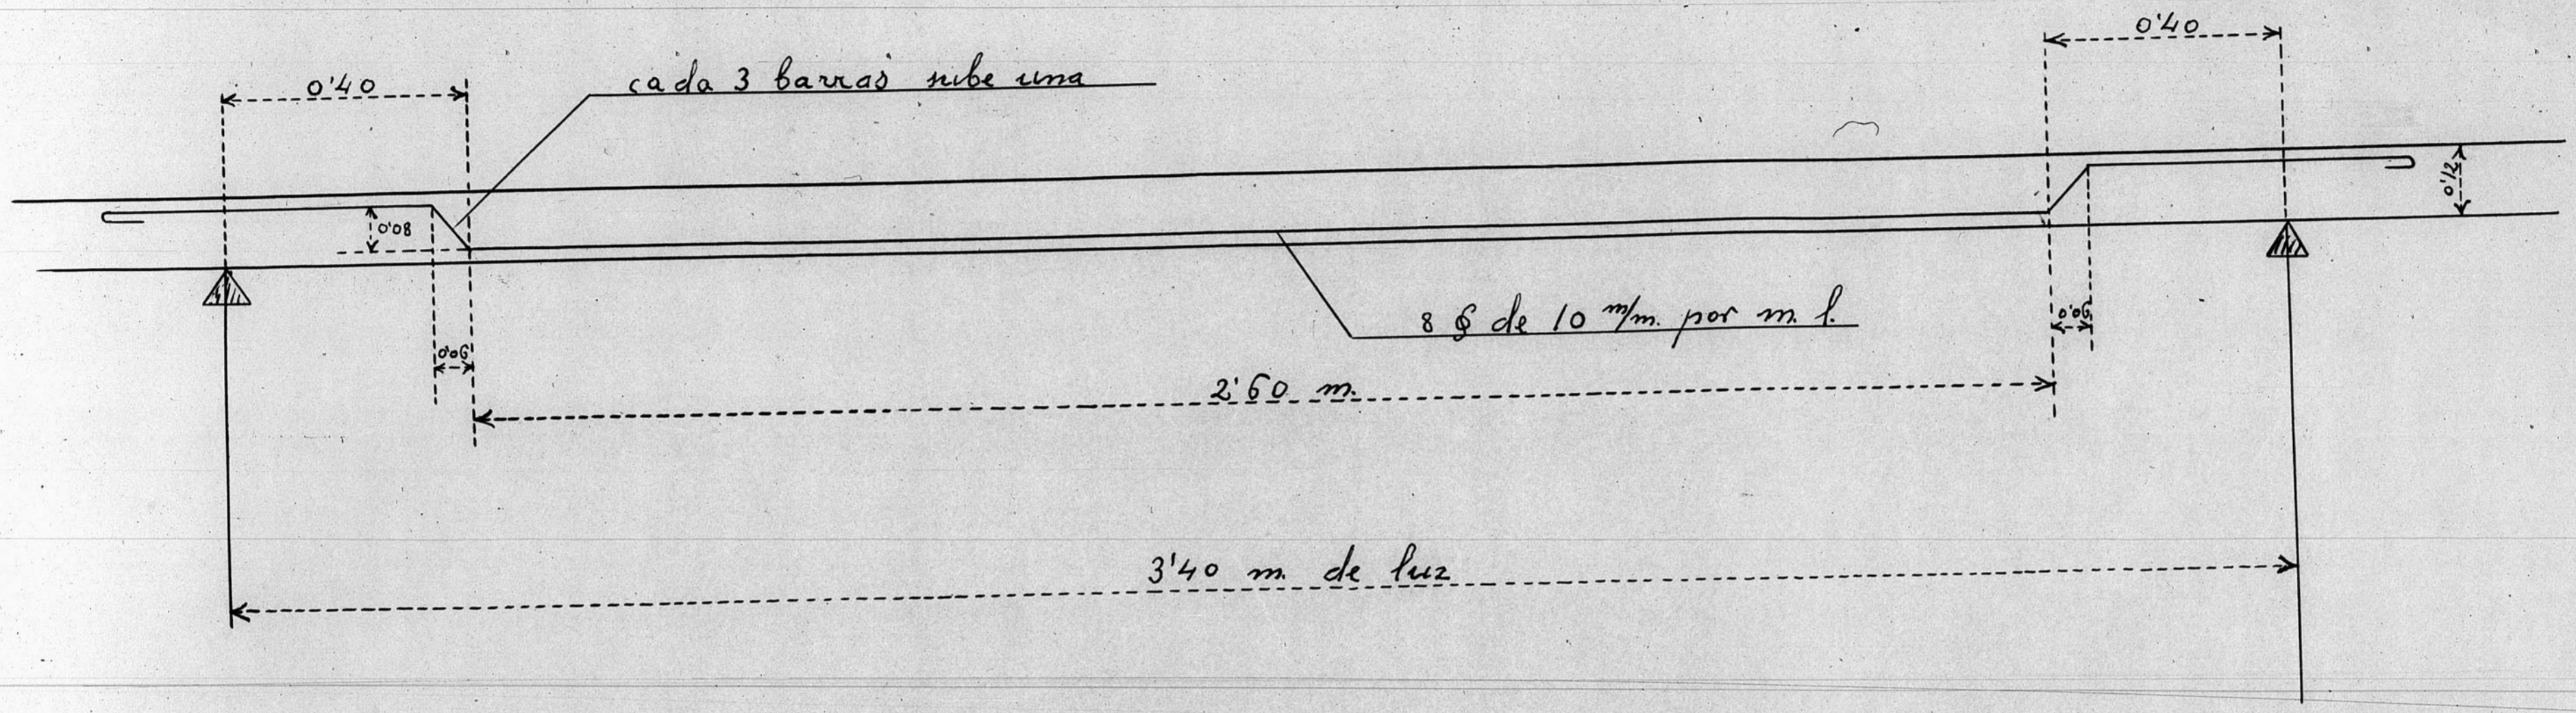 0'40
0'40
cada 3 barras sube una
0'12
0'08
8 ϕ de 10 m/m. por m. l.
0'06
0'06
2'60 m.
3'40 m. de luz